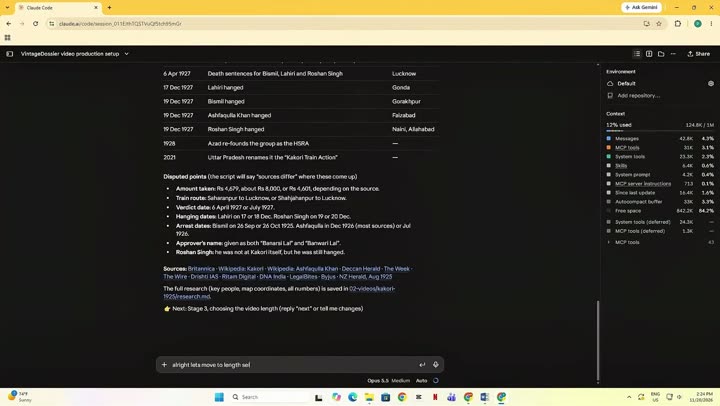 Claude Code
Ask Gemini
claude.ai/code/session_011EithTQSTVuQf5tch95mGr
VintageDossier video production setup
Share
6 Apr 1927 Death sentences for Bismil, Lahiri and Roshan Singh Lucknow
17 Dec 1927 Lahiri hanged Gonda
19 Dec 1927 Bismil hanged Gorakhpur
19 Dec 1927 Ashfaqulla Khan hanged Faizabad
19 Dec 1927 Roshan Singh hanged Naini, Allahabad
1928 Azad re-founds the group as the HSRA —
2021 Uttar Pradesh renames it the "Kakori Train Action" —
Disputed points (the script will say "sources differ" where these come up)
• Amount taken: Rs 4,679, about Rs 8,000, or Rs 4,601, depending on the source.
• Train route: Saharanpur to Lucknow, or Shahjahanpur to Lucknow.
• Verdict date: 6 April 1927 or July 1927.
• Hanging dates: Lahiri on 17 or 18 Dec. Roshan Singh on 19 or 20 Dec.
• Arrest dates: Bismil on 26 Sep or 26 Oct 1925. Ashfaqulla in Dec 1926 (most sources) or Jul
1926.
• Approver's name: given as both "Banarsi Lal" and "Banwari Lal".
• Roshan Singh: he was not at Kakori itself, but he was still hanged.
Sources: Britannica · Wikipedia: Kakori · Wikipedia: Ashfaqulla Khan · Deccan Herald · The Week ·
The Wire · Drishti IAS · Ritam Digital · DNA India · LegalBites · Byjus · NZ Herald, Aug 1925
The full research (key people, map coordinates, all numbers) is saved in 02-videos/kakori-
1925/research.md.
👉 Next: Stage 3, choosing the video length (reply "next" or tell me changes)
alright lets move to length sel
Opus 5.5 Medium Auto
Environment
Default
Add repository...
Context
12% used 124.8K / 1M
Messages 42.8K 4.3%
MCP tools 31K 3.1%
System tools 23.3K 2.3%
Skills 6.4K 0.6%
System prompt 4.2K 0.4%
MCP server instructions 713 0.1%
Since last update 16.4K 1.6%
Autocompact buffer 33K 3.3%
Free space 842.2K 84.2%
System tools (deferred) 24.3K —
MCP tools (deferred) 1.3K —
MCP tools 43
74°F
Sunny
Search
ENG
US
2:24 PM
11/20/2026